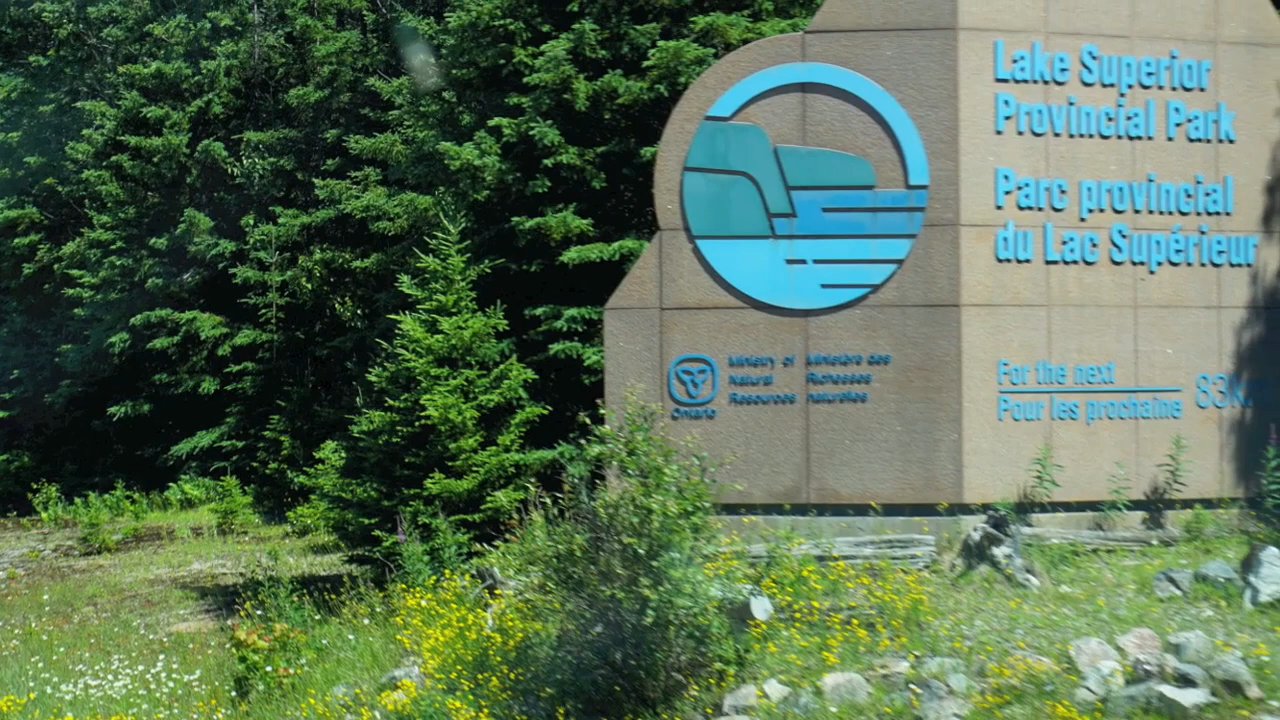 Lake Superior
Provincial Park
Parc provincial
du Lac Supérieur
For the next
Pour les prochaine
83K
Ministry of
Natural
Resources
Ministère des
Richesses
naturelles
Ontario